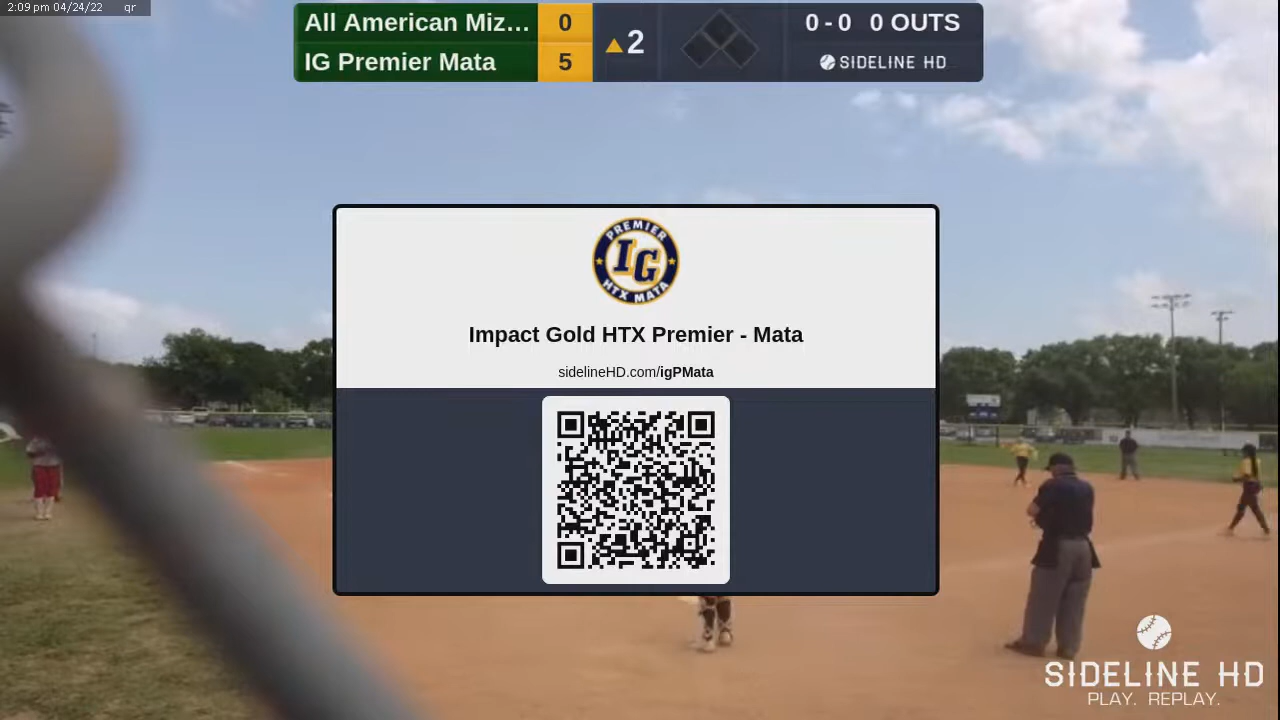 2:09 pm 04/24/22 qr
All American Miz... 0
IG Premier Mata 5
2
0 - 0 0 OUTS
SIDELINE HD
PREMIER
IG
HTX MATA
Impact Gold HTX Premier - Mata
sidelineHD.com/igPMata
SIDELINE HD
PLAY. REPLAY.